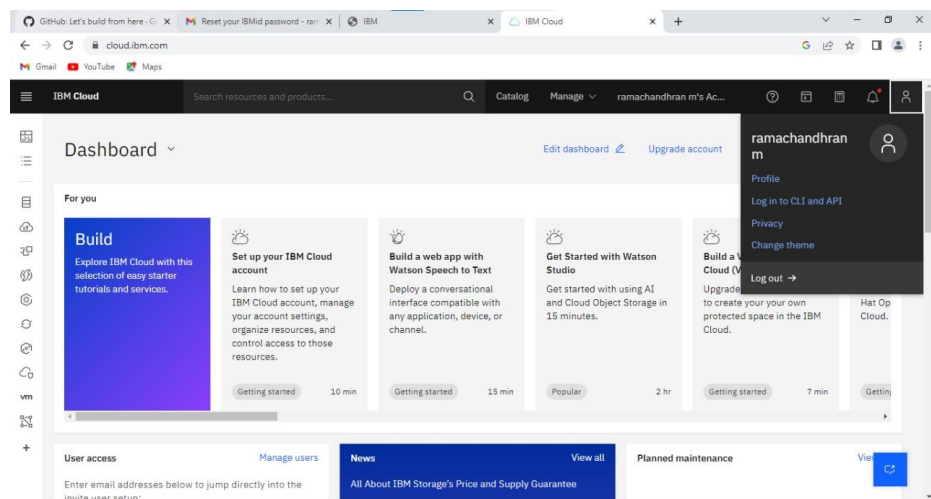 GitHub: Let's build from here · Gi
Reset your IBMid password - ram
IBM
IBM Cloud
cloud.ibm.com
Gmail
YouTube
Maps
IBM Cloud
Search resources and products...
Catalog
Manage
ramachandhran m's Ac...
ramachandhran
m
Profile
Log in to CLI and API
Privacy
Change theme
Log out →
Dashboard
Edit dashboard
Upgrade account
For you
Build
Explore IBM Cloud with this
selection of easy starter
tutorials and services.
Set up your IBM Cloud
account
Learn how to set up your
IBM Cloud account, manage
your account settings,
organize resources, and
control access to those
resources.
Getting started
10 min
Build a web app with
Watson Speech to Text
Deploy a conversational
interface compatible with
any application, device, or
channel.
Getting started
15 min
Get Started with Watson
Studio
Get started with using AI
and Cloud Object Storage in
15 minutes.
Popular
2 hr
Build a V
Cloud (V
Upgrade
to create your your own
protected space in the IBM
Cloud.
Getting started
7 min
Hat Op
Cloud.
Getting
vm
User access
Manage users
Enter email addresses below to jump directly into the
invite user setup:
News
View all
All About IBM Storage's Price and Supply Guarantee
Planned maintenance
Vie